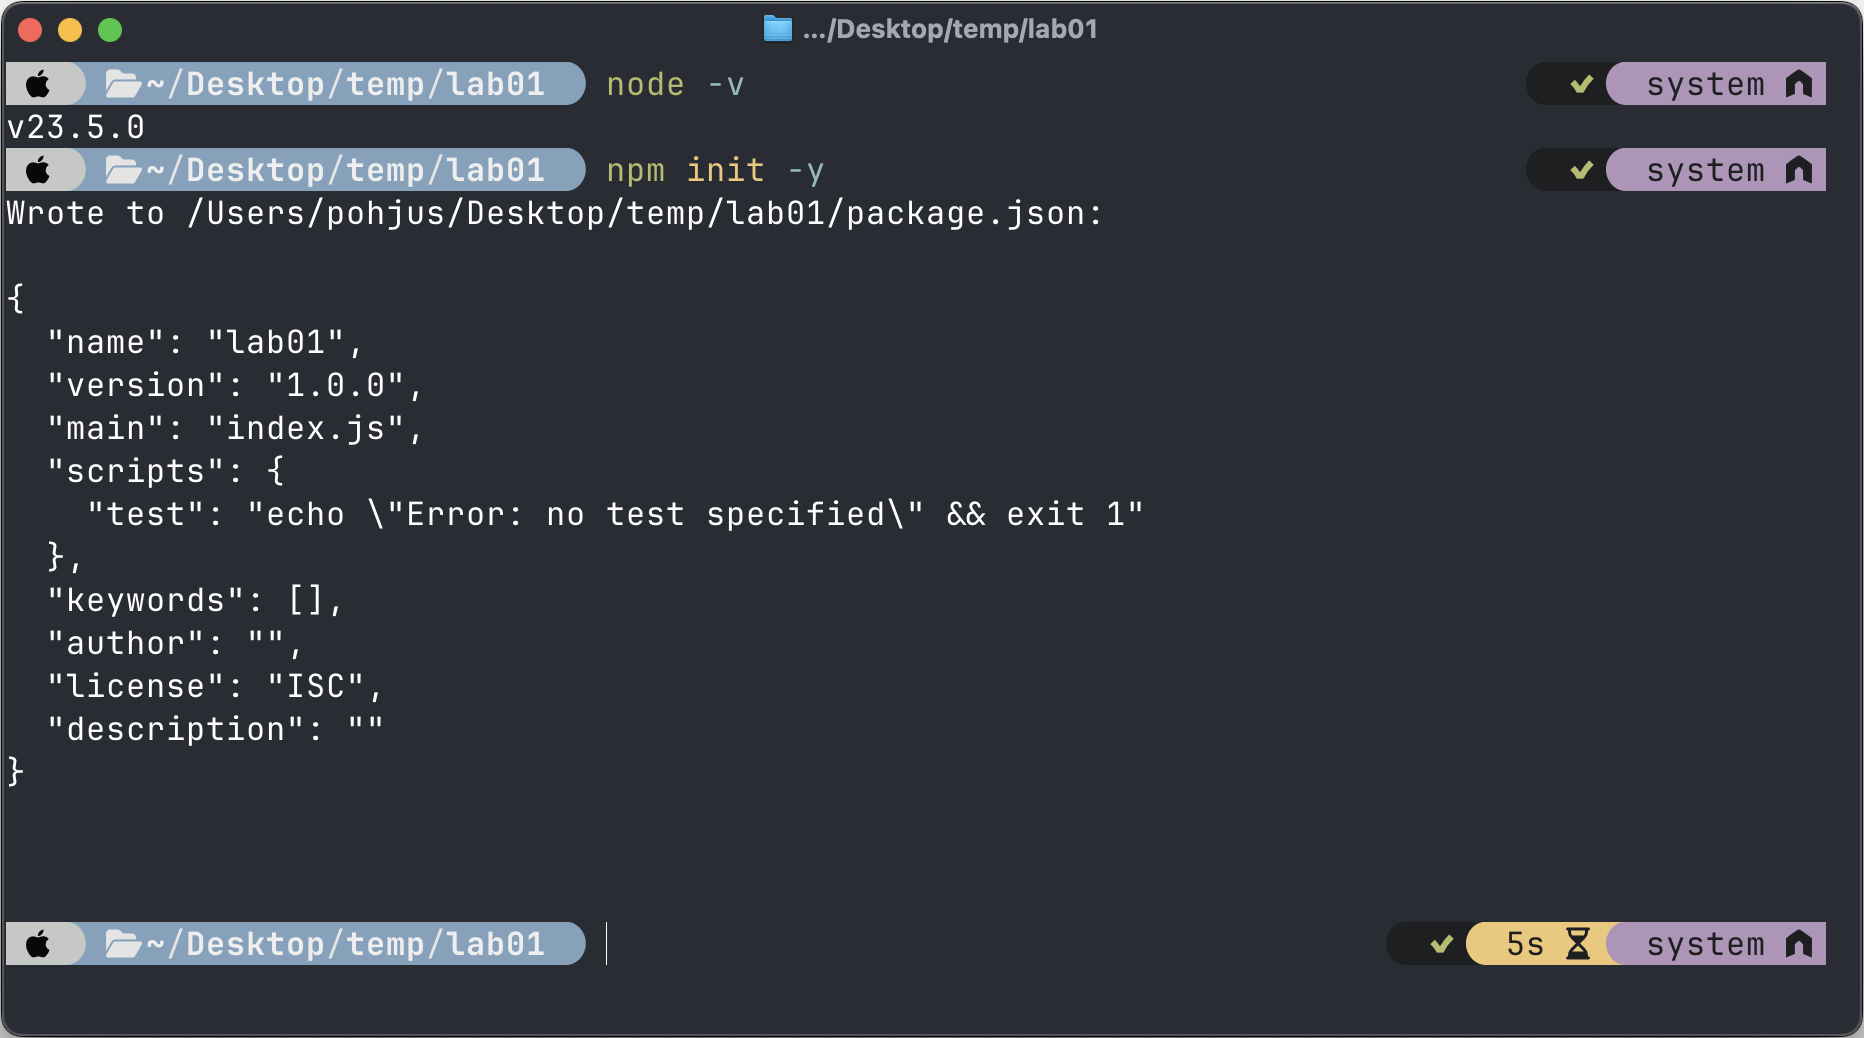 .../Desktop/temp/lab01
~/Desktop/temp/lab01 node -v ✔ system
v23.5.0
~/Desktop/temp/lab01 npm init -y ✔ system
Wrote to /Users/pohjus/Desktop/temp/lab01/package.json:
{
  "name": "lab01",
  "version": "1.0.0",
  "main": "index.js",
  "scripts": {
    "test": "echo \"Error: no test specified\" && exit 1"
  },
  "keywords": [],
  "author": "",
  "license": "ISC",
  "description": ""
}
~/Desktop/temp/lab01 ✔ 5s system